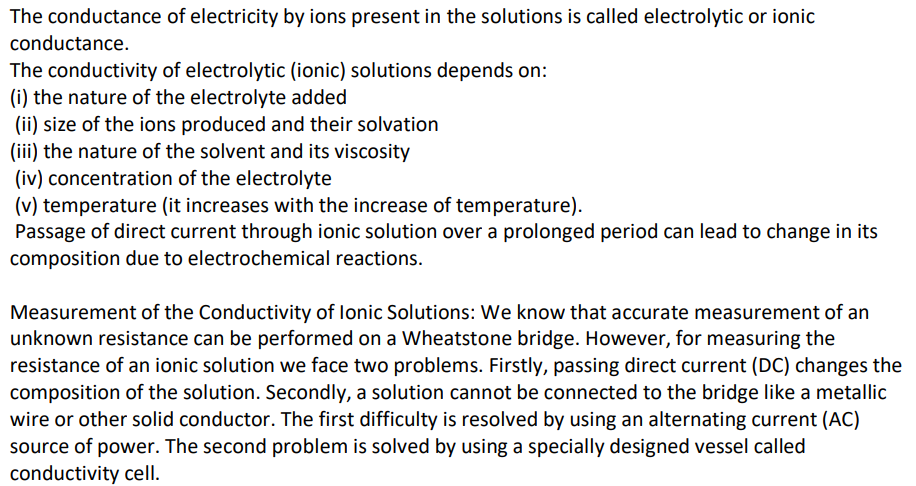 The conductance of electricity by ions present in the solutions is called electrolytic or ionic
conductance.
The conductivity of electrolytic (ionic) solutions depends on:
(i) the nature of the electrolyte added
(ii) size of the ions produced and their solvation
(iii) the nature of the solvent and its viscosity
(iv) concentration of the electrolyte
(v) temperature (it increases with the increase of temperature).
Passage of direct current through ionic solution over a prolonged period can lead to change in its
composition due to electrochemical reactions.
Measurement of the Conductivity of Ionic Solutions: We know that accurate measurement of an
unknown resistance can be performed on a Wheatstone bridge. However, for measuring the
resistance of an ionic solution we face two problems. Firstly, passing direct current (DC) changes the
composition of the solution. Secondly, a solution cannot be connected to the bridge like a metallic
wire or other solid conductor. The first difficulty is resolved by using an alternating current (AC)
source of power. The second problem is solved by using a specially designed vessel called
conductivity cell.